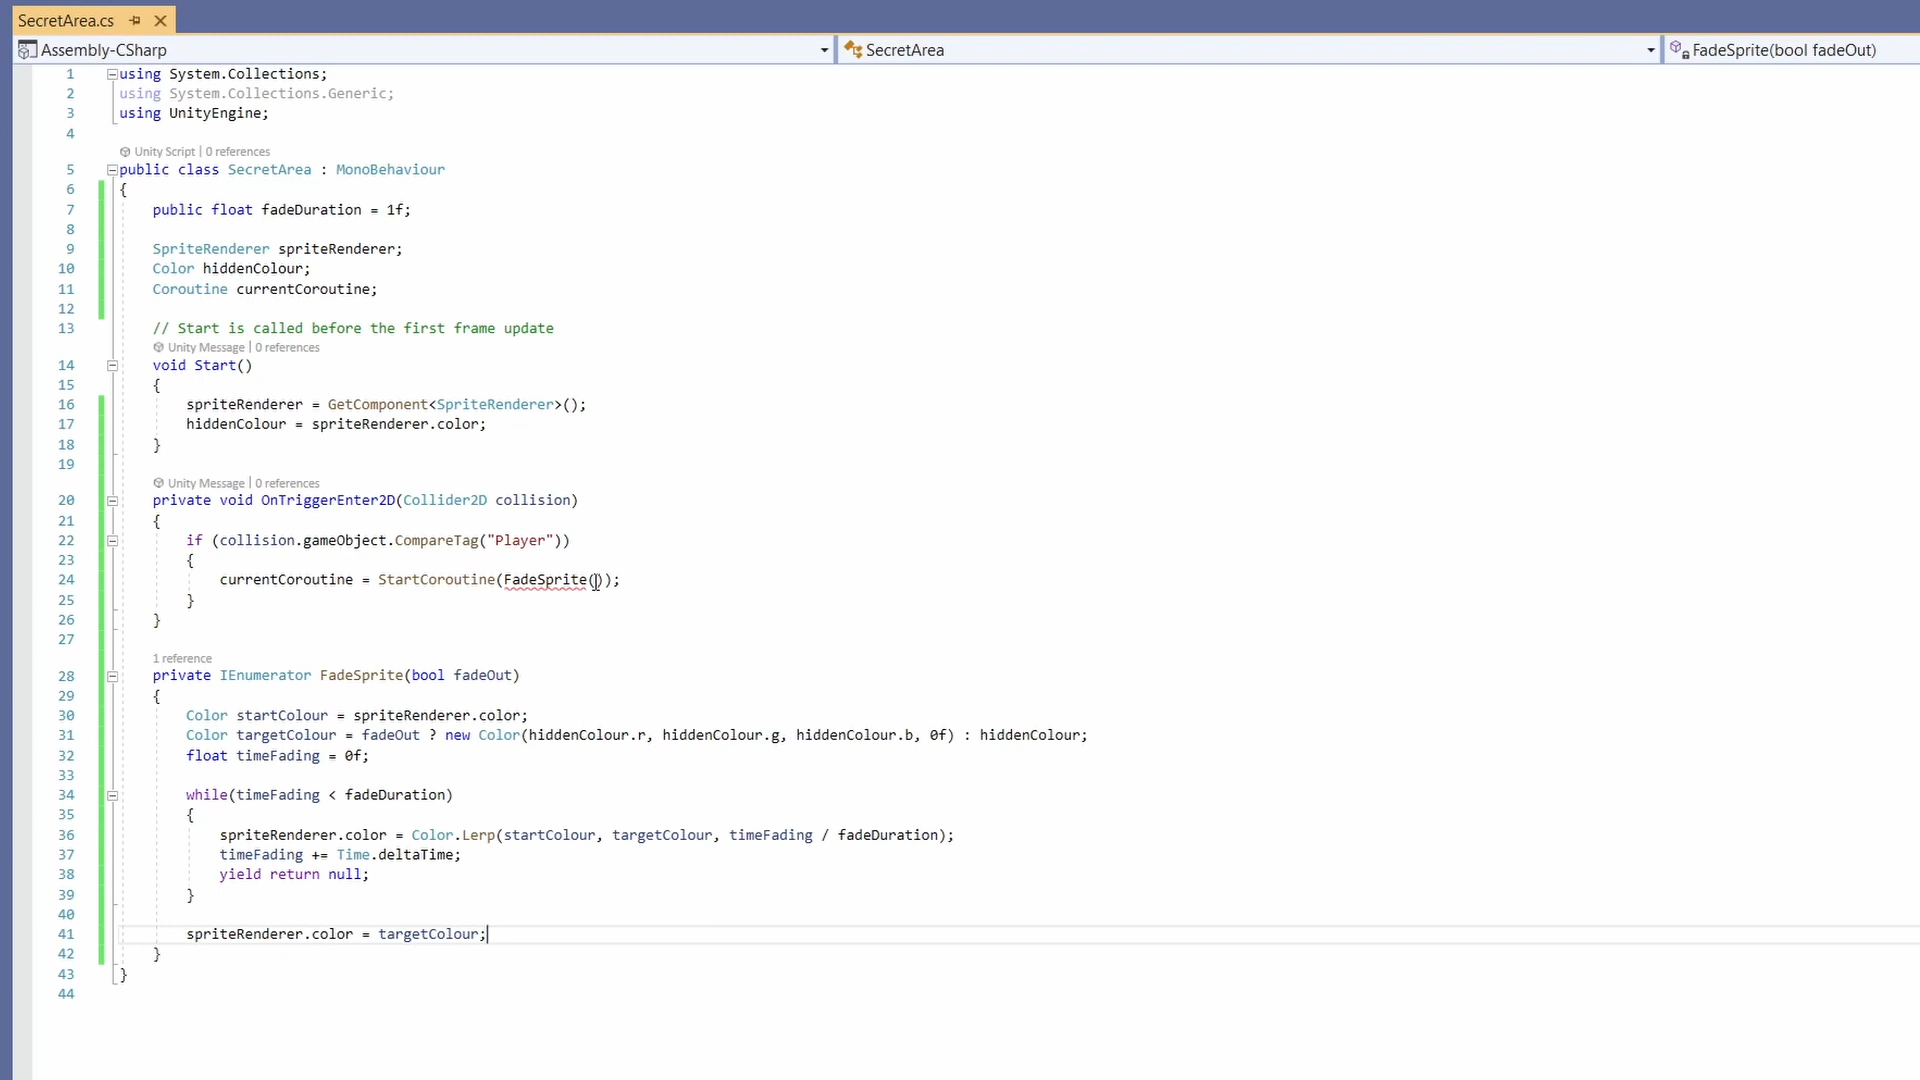 SecretArea.cs
Assembly-CSharp SecretArea FadeSprite(bool fadeOut)
1 using System.Collections;
2 using System.Collections.Generic;
3 using UnityEngine;
4
Unity Script | 0 references
5 public class SecretArea : MonoBehaviour
6 {
7 public float fadeDuration = 1f;
8
9 SpriteRenderer spriteRenderer;
10 Color hiddenColour;
11 Coroutine currentCoroutine;
12
13 // Start is called before the first frame update
Unity Message | 0 references
14 void Start()
15 {
16 spriteRenderer = GetComponent<SpriteRenderer>();
17 hiddenColour = spriteRenderer.color;
18 }
19
Unity Message | 0 references
20 private void OnTriggerEnter2D(Collider2D collision)
21 {
22 if (collision.gameObject.CompareTag("Player"))
23 {
24 currentCoroutine = StartCoroutine(FadeSprite());
25 }
26 }
27
1 reference
28 private IEnumerator FadeSprite(bool fadeOut)
29 {
30 Color startColour = spriteRenderer.color;
31 Color targetColour = fadeOut ? new Color(hiddenColour.r, hiddenColour.g, hiddenColour.b, 0f) : hiddenColour;
32 float timeFading = 0f;
33
34 while(timeFading < fadeDuration)
35 {
36 spriteRenderer.color = Color.Lerp(startColour, targetColour, timeFading / fadeDuration);
37 timeFading += Time.deltaTime;
38 yield return null;
39 }
40
41 spriteRenderer.color = targetColour;
42 }
43 }
44